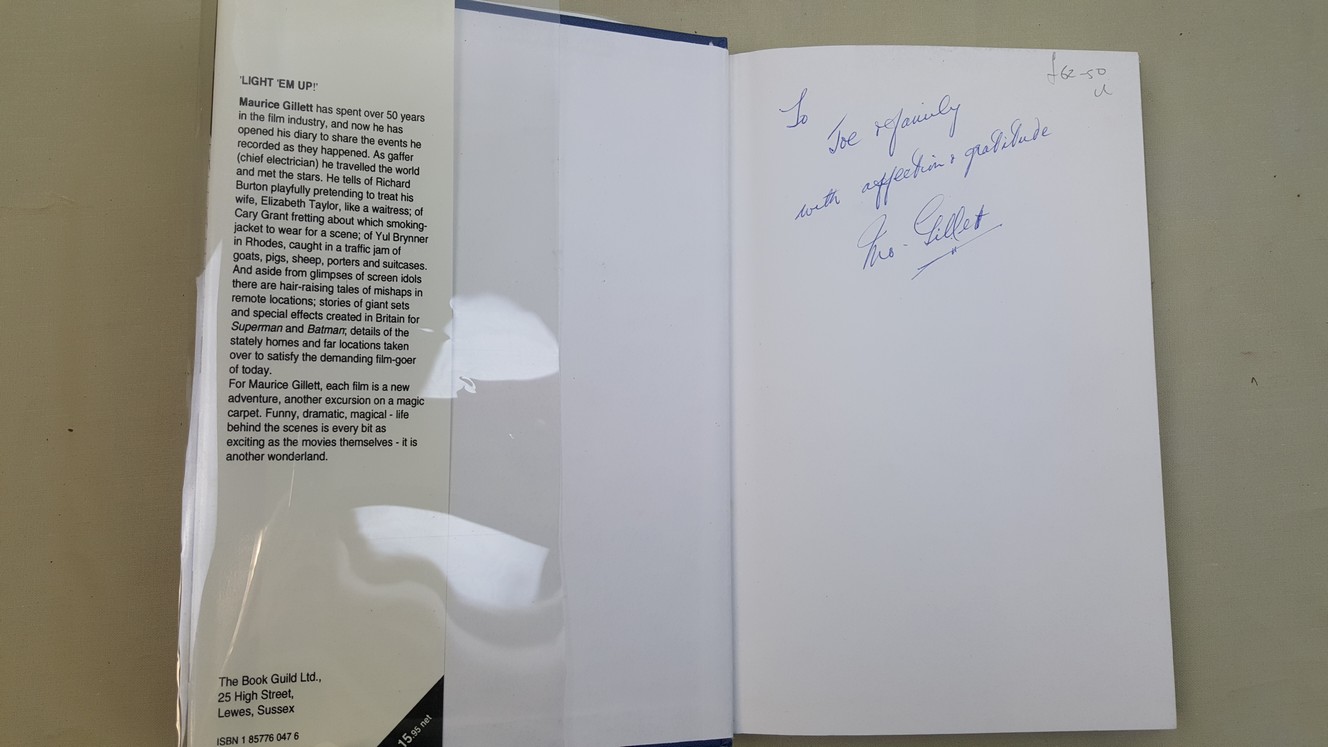 'LIGHT 'EM UP!'
Maurice Gillett has spent over 50 years
in the film industry, and now he has
opened his diary to share the events he
recorded as they happened. As gaffer
(chief electrician) he travelled the world
and met the stars. He tells of Richard
Burton playfully pretending to treat his
wife, Elizabeth Taylor, like a waitress; of
Cary Grant fretting about which smoking-
jacket to wear for a scene; of Yul Brynner
in Rhodes, caught in a traffic jam of
goats, pigs, sheep, porters and suitcases.
And aside from glimpses of screen idols
there are hair-raising tales of mishaps in
remote locations; stories of giant sets
and special effects created in Britain for
Superman and Batman; details of the
stately homes and far locations taken
over to satisfy the demanding film-goer
of today.
For Maurice Gillett, each film is a new
adventure, another excursion on a magic
carpet. Funny, dramatic, magical - life
behind the scenes is every bit as
exciting as the movies themselves - it is
another wonderland.
The Book Guild Ltd.,
25 High Street,
Lewes, Sussex
ISBN 1 85776 047 6
15.95 net
£62-50
To
Joe & family
with affection & gratitude
Gillett